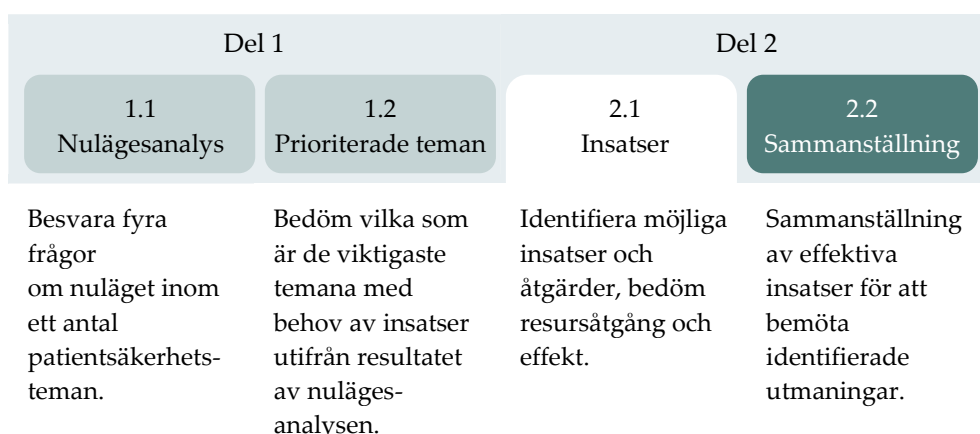 Del 1
Del 2
1.1
Nulägesanalys
1.2
Prioriterade teman
2.1
Insatser
2.2
Sammanställning
Besvara fyra
frågor
om nuläget inom
ett antal
patientsäkerhets-
teman.
Bedöm vilka som
är de viktigaste
temana med
behov av insatser
utifrån resultatet
av nuläges-
analysen.
Identifiera möjliga
insatser och
åtgärder, bedöm
resursåtgång och
effekt.
Sammanställning
av effektiva
insatser för att
bemöta
identifierade
utmaningar.